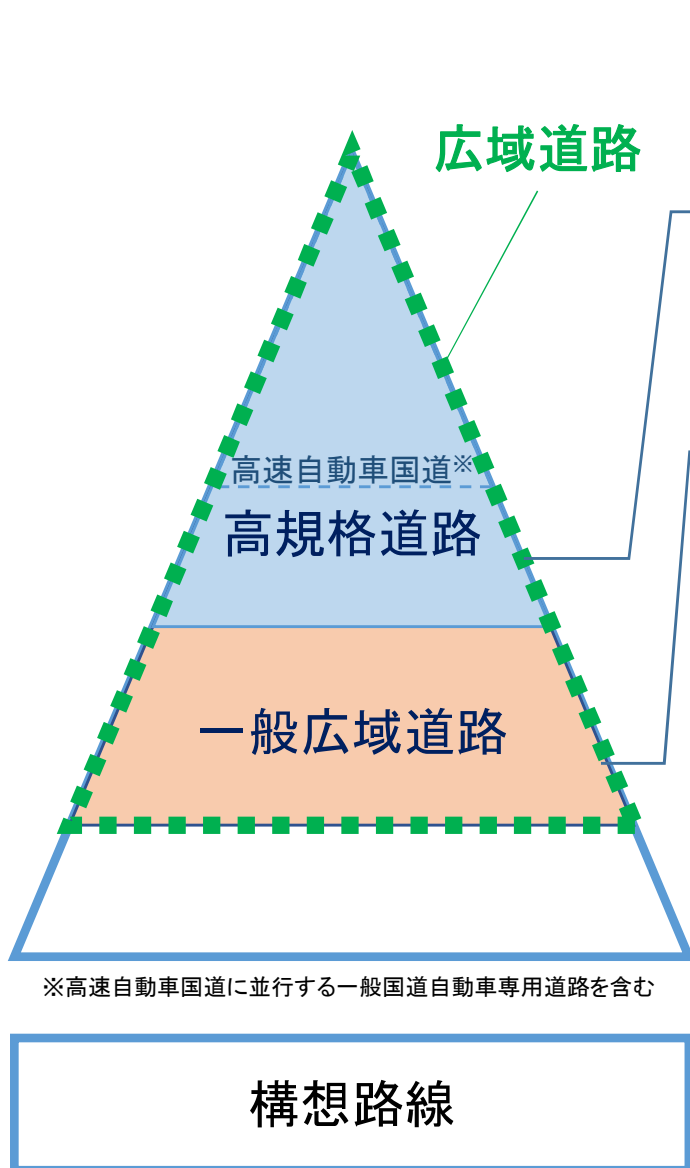 広域道路
高速自動車国道※
高規格道路
一般広域道路
※高速自動車国道に並行する一般国道自動車専用道路を含む
構想路線